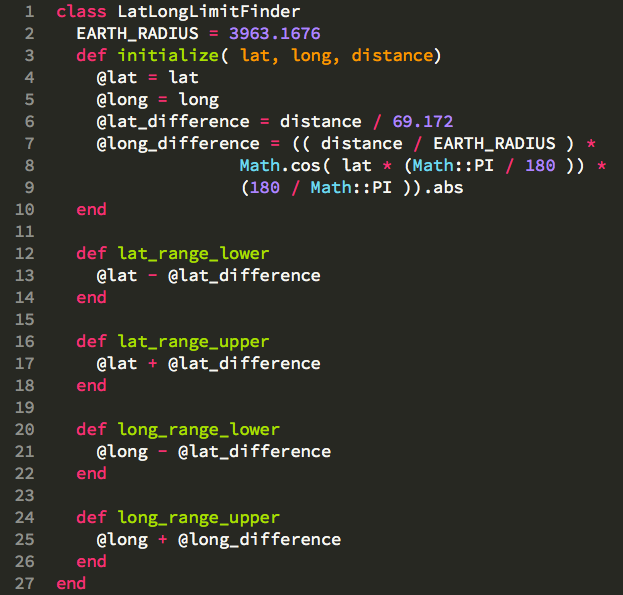 1 class LatLongLimitFinder
2   EARTH_RADIUS = 3963.1676
3   def initialize( lat, long, distance)
4     @lat = lat
5     @long = long
6     @lat_difference = distance / 69.172
7     @long_difference = (( distance / EARTH_RADIUS ) *
8                   Math.cos( lat * (Math::PI / 180 )) *
9                   (180 / Math::PI )).abs
10   end
11
12   def lat_range_lower
13     @lat - @lat_difference
14   end
15
16   def lat_range_upper
17     @lat + @lat_difference
18   end
19
20   def long_range_lower
21     @long - @lat_difference
22   end
23
24   def long_range_upper
25     @long + @long_difference
26   end
27 end